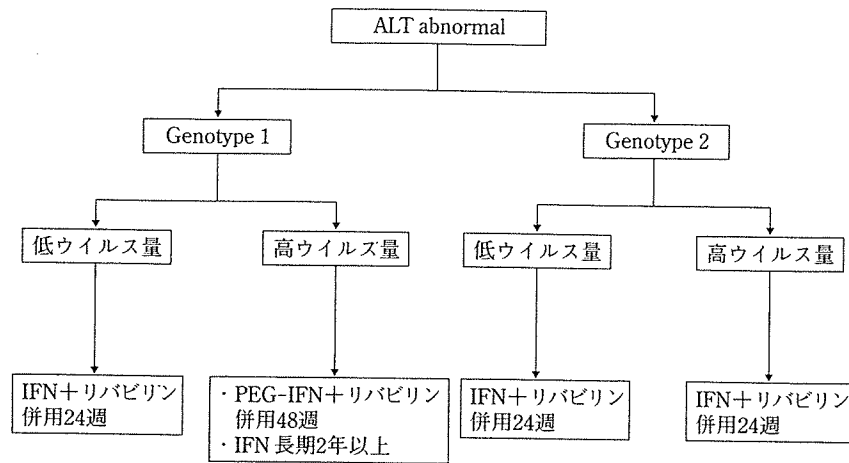 ALT abnormal
Genotype 1
Genotype 2
低ウイルス量
高ウイルス量
低ウイルス量
高ウイルス量
IFN+リバビリン
併用24週
・PEG-IFN+リバビリン
併用48週
・IFN 長期2年以上
IFN+リバビリン
併用24週
IFN+リバビリン
併用24週